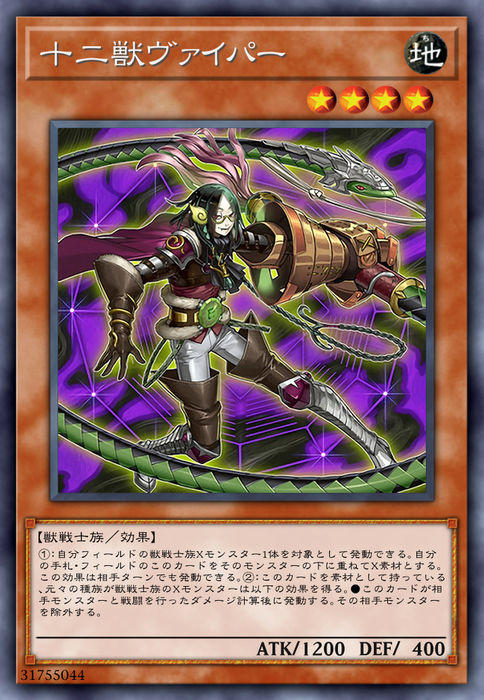 十二獣ヴァイパー
ち
地
【獣戦士族／効果】
①：自分フィールドの獣戦士族Xモンスター1体を対象として発動できる。自分
の手札・フィールドのこのカードをそのモンスターの下に重ねてX素材とする。
この効果は相手ターンでも発動できる。②：このカードを素材として持っている
、元々の種族が獣戦士族のXモンスターは以下の効果を得る。●このカードが相
手モンスターと戦闘を行ったダメージ計算後に発動する。その相手モンスター
を除外する。
ATK/1200 DEF/ 400
31755044